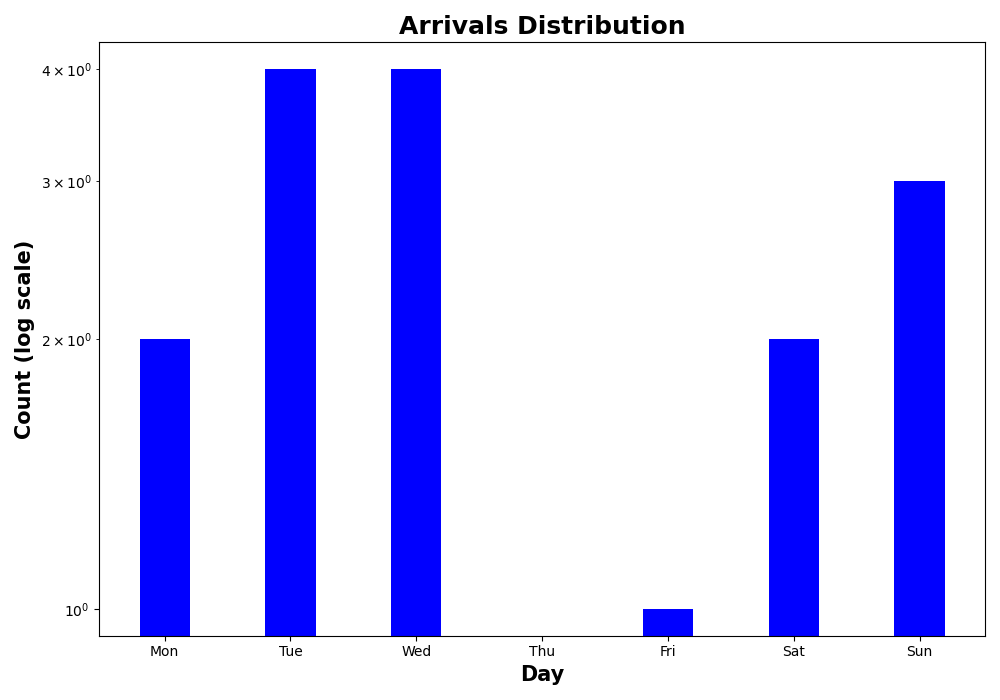 Arrivals Distribution
4 × 10⁰
3 × 10⁰
2 × 10⁰
10⁰
Count (log scale)
Mon Tue Wed Thu Fri Sat Sun
Day